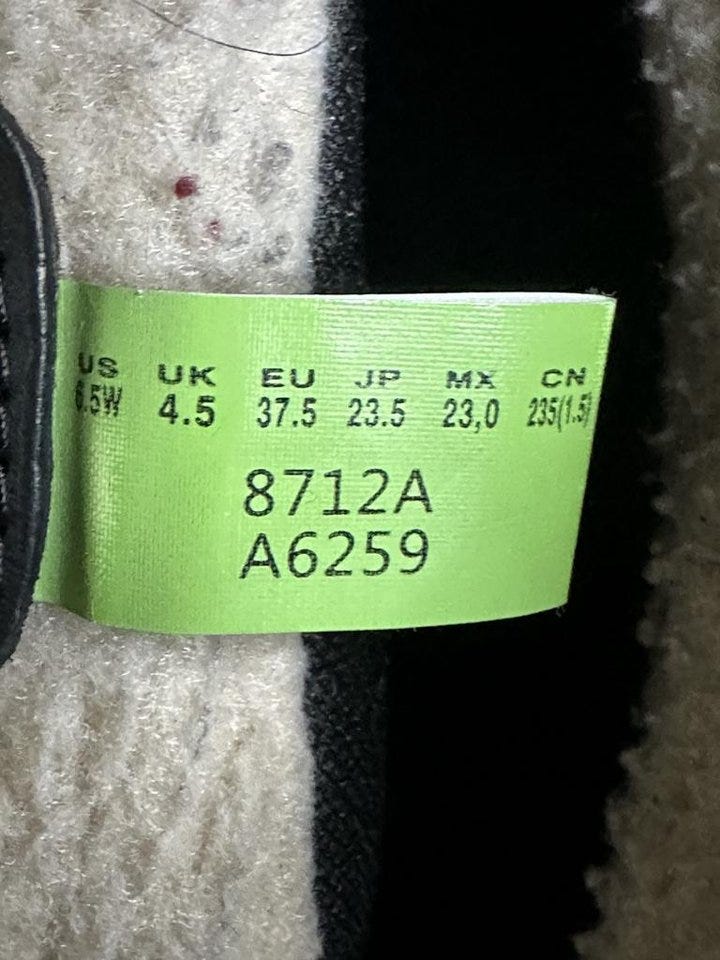 US UK EU JP MX CN
6.5W 4.5 37.5 23.5 23,0 235(1.5)
8712A
A6259